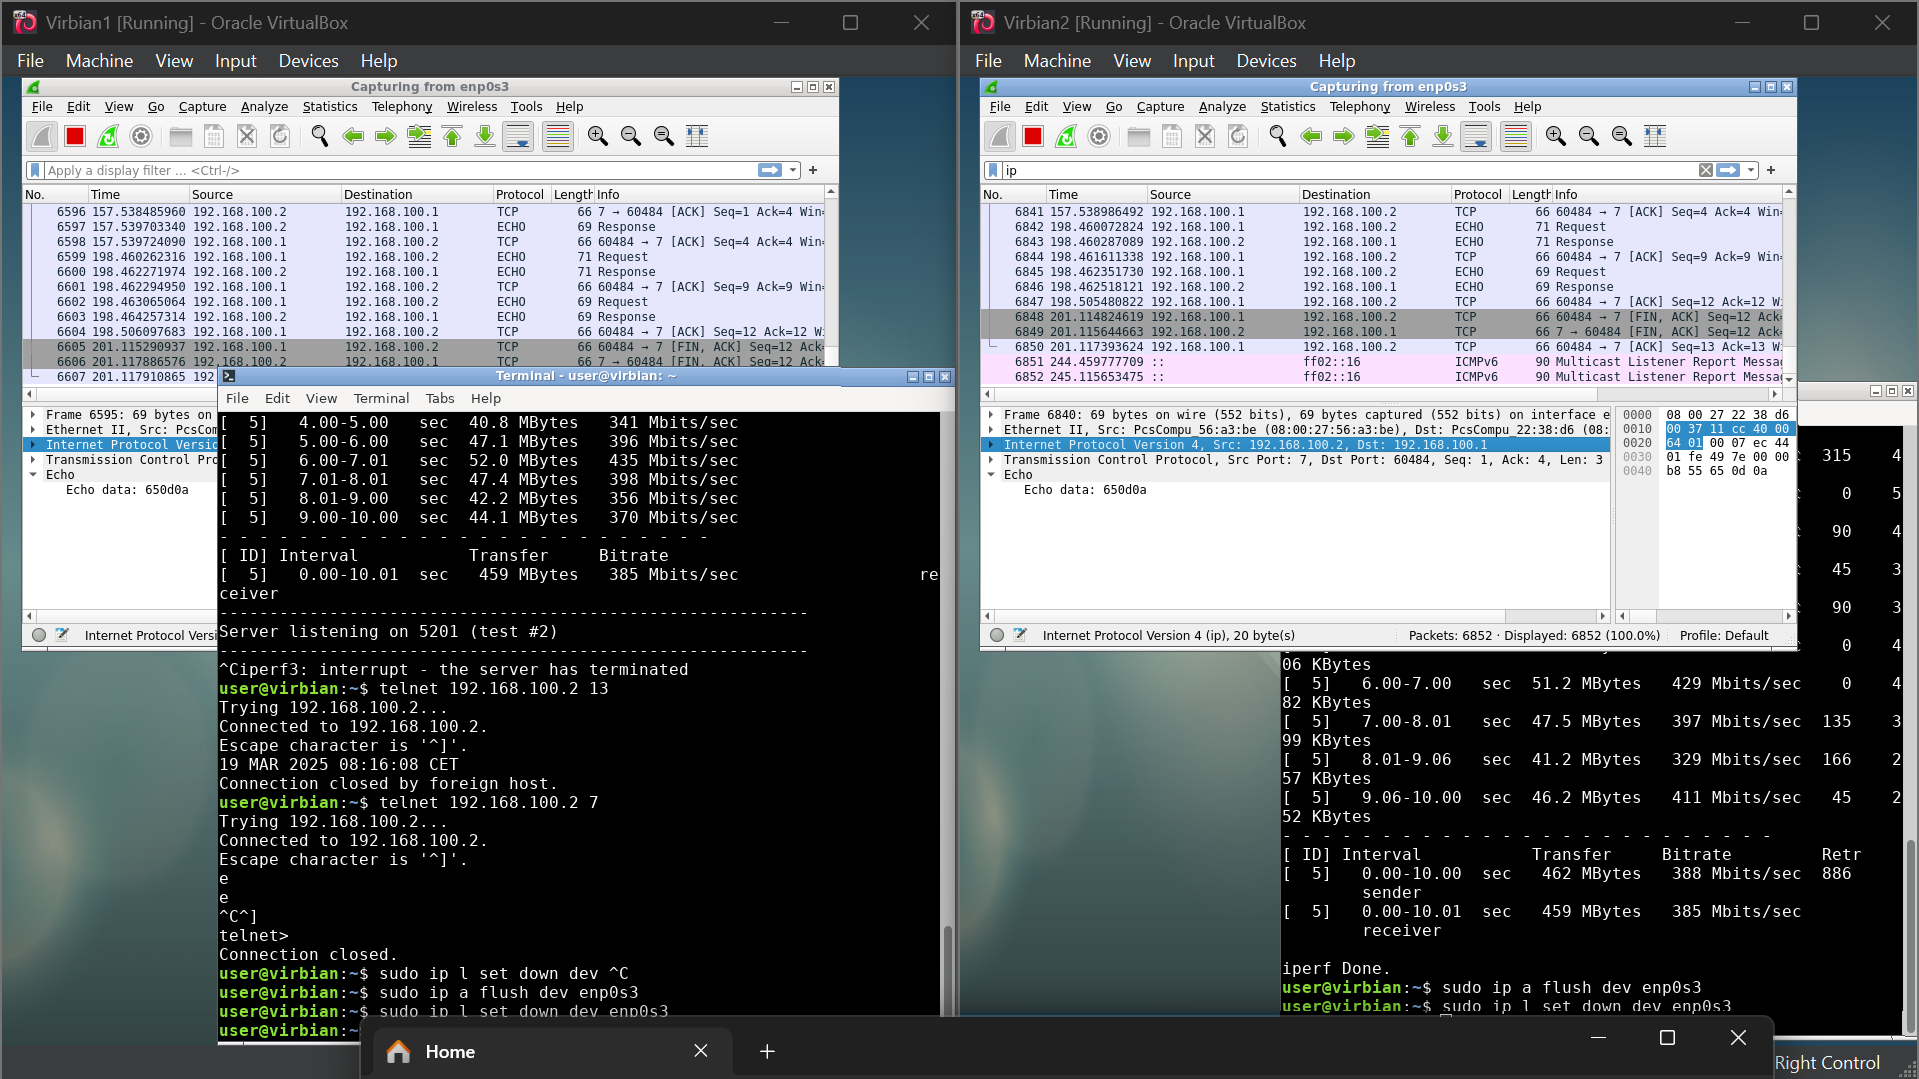 Virbian1 [Running] - Oracle VirtualBox
File Machine View Input Devices Help
Capturing from enp0s3
File Edit View Go Capture Analyze Statistics Telephony Wireless Tools Help
Apply a display filter ... <Ctrl-/>
No. Time Source Destination Protocol Length Info
6596 157.538485960 192.168.100.2 192.168.100.1 TCP 66 7 → 60484 [ACK] Seq=1 Ack=4 Win=
6597 157.539703340 192.168.100.2 192.168.100.1 ECHO 69 Response
6598 157.539724090 192.168.100.1 192.168.100.2 TCP 66 60484 → 7 [ACK] Seq=4 Ack=4 Win=
6599 198.460262316 192.168.100.1 192.168.100.2 ECHO 71 Request
6600 198.462271974 192.168.100.2 192.168.100.1 ECHO 71 Response
6601 198.462294950 192.168.100.1 192.168.100.2 TCP 66 60484 → 7 [ACK] Seq=9 Ack=9 Win=
6602 198.463065064 192.168.100.1 192.168.100.2 ECHO 69 Request
6603 198.464257314 192.168.100.2 192.168.100.1 ECHO 69 Response
6604 198.506097683 192.168.100.1 192.168.100.2 TCP 66 60484 → 7 [ACK] Seq=12 Ack=12 W
6605 201.115290937 192.168.100.1 192.168.100.2 TCP 66 60484 → 7 [FIN, ACK] Seq=12 Ack
6606 201.117886576 192.168.100.2 192.168.100.1 TCP 66 7 → 60484 [FIN, ACK] Seq=12 Ack=
6607 201.117910865 192
Frame 6595: 69 bytes on
Ethernet II, Src: PcsCom
Internet Protocol Versio
Transmission Control Pro
Echo
Echo data: 650d0a
Internet Protocol Versi
Terminal - user@virbian: ~
File Edit View Terminal Tabs Help
[  5]   4.00-5.00   sec  40.8 MBytes   341 Mbits/sec
[  5]   5.00-6.00   sec  47.1 MBytes   396 Mbits/sec
[  5]   6.00-7.01   sec  52.0 MBytes   435 Mbits/sec
[  5]   7.01-8.01   sec  47.4 MBytes   398 Mbits/sec
[  5]   8.01-9.00   sec  42.2 MBytes   356 Mbits/sec
[  5]   9.00-10.00  sec  44.1 MBytes   370 Mbits/sec
- - - - - - - - - - - - - - - - - - - - - - - - -
[ ID] Interval           Transfer     Bitrate
[  5]   0.00-10.01  sec   459 MBytes   385 Mbits/sec                  re
ceiver
-----------------------------------------------------------
Server listening on 5201 (test #2)
-----------------------------------------------------------
^Ciperf3: interrupt - the server has terminated
user@virbian:~$ telnet 192.168.100.2 13
Trying 192.168.100.2...
Connected to 192.168.100.2.
Escape character is '^]'.
19 MAR 2025 08:16:08 CET
Connection closed by foreign host.
user@virbian:~$ telnet 192.168.100.2 7
Trying 192.168.100.2...
Connected to 192.168.100.2.
Escape character is '^]'.
e
e
^C^]
telnet>
Connection closed.
user@virbian:~$ sudo ip l set down dev ^C
user@virbian:~$ sudo ip a flush dev enp0s3
user@virbian:~$ sudo ip l set down dev enp0s3
user@virbian:~
Virbian2 [Running] - Oracle VirtualBox
File Machine View Input Devices Help
Capturing from enp0s3
File Edit View Go Capture Analyze Statistics Telephony Wireless Tools Help
ip
No. Time Source Destination Protocol Length Info
6841 157.538986492 192.168.100.1 192.168.100.2 TCP 66 60484 → 7 [ACK] Seq=4 Ack=4 Win=
6842 198.460072824 192.168.100.1 192.168.100.2 ECHO 71 Request
6843 198.460287089 192.168.100.2 192.168.100.1 ECHO 71 Response
6844 198.461611338 192.168.100.1 192.168.100.2 TCP 66 60484 → 7 [ACK] Seq=9 Ack=9 Win=
6845 198.462351730 192.168.100.1 192.168.100.2 ECHO 69 Request
6846 198.462518121 192.168.100.2 192.168.100.1 ECHO 69 Response
6847 198.505480822 192.168.100.1 192.168.100.2 TCP 66 60484 → 7 [ACK] Seq=12 Ack=12 Wi
6848 201.114824619 192.168.100.1 192.168.100.2 TCP 66 60484 → 7 [FIN, ACK] Seq=12 Ack
6849 201.115644663 192.168.100.2 192.168.100.1 TCP 66 7 → 60484 [FIN, ACK] Seq=12 Ack=
6850 201.117393624 192.168.100.1 192.168.100.2 TCP 66 60484 → 7 [ACK] Seq=13 Ack=13 Wi
6851 244.459777709 :: ff02::16 ICMPv6 90 Multicast Listener Report Messag
6852 245.115653475 :: ff02::16 ICMPv6 90 Multicast Listener Report Messag
Frame 6840: 69 bytes on wire (552 bits), 69 bytes captured (552 bits) on interface e
Ethernet II, Src: PcsCompu_56:a3:be (08:00:27:56:a3:be), Dst: PcsCompu_22:38:d6 (08:
Internet Protocol Version 4, Src: 192.168.100.2, Dst: 192.168.100.1
Transmission Control Protocol, Src Port: 7, Dst Port: 60484, Seq: 1, Ack: 4, Len: 3
Echo
Echo data: 650d0a
0000 08 00 27 22 38 d6
0010 00 37 11 cc 40 00
0020 64 01 00 07 ec 44
0030 01 fe 49 7e 00 00
0040 b8 55 65 0d 0a
Internet Protocol Version 4 (ip), 20 byte(s) Packets: 6852 · Displayed: 6852 (100.0%) Profile: Default
315 4
0 5
90 4
45 3
90 3
0 4
06 KBytes
[  5]   6.00-7.00   sec  51.2 MBytes   429 Mbits/sec    0    4
82 KBytes
[  5]   7.00-8.01   sec  47.5 MBytes   397 Mbits/sec  135    3
99 KBytes
[  5]   8.01-9.06   sec  41.2 MBytes   329 Mbits/sec  166    2
57 KBytes
[  5]   9.06-10.00  sec  46.2 MBytes   411 Mbits/sec   45    2
52 KBytes
- - - - - - - - - - - - - - - - - - - - - - - - -
[ ID] Interval           Transfer     Bitrate         Retr
[  5]   0.00-10.00  sec   462 MBytes   388 Mbits/sec  886
sender
[  5]   0.00-10.01  sec   459 MBytes   385 Mbits/sec
receiver
iperf Done.
user@virbian:~$ sudo ip a flush dev enp0s3
user@virbian:~$ sudo ip l set down dev enp0s3
Home
Right Control